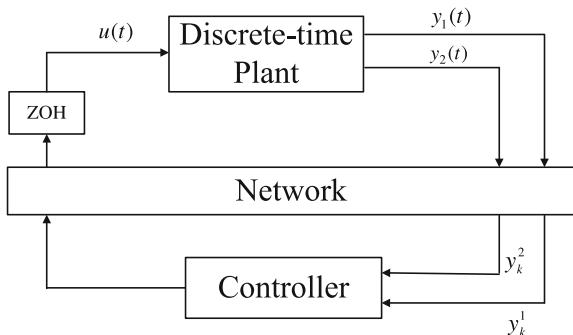 u(t)
Discrete-time
Plant
y₁(t)
y₂(t)
ZOH
Network
Controller
y_k^2
y_k^1